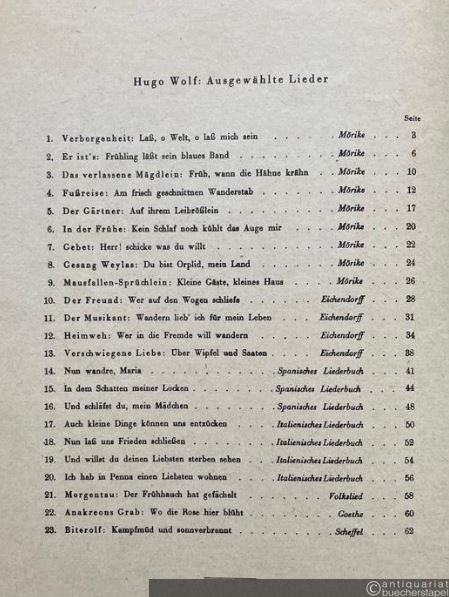 Hugo Wolf: Ausgewählte Lieder
Seite
1. Verborgenheit: Laß, o Welt, o laß mich sein . . . . . . Mörike . . . 3
2. Er ist's: Frühling läßt sein blaues Band . . . . . . . . Mörike . . . 6
3. Das verlassene Mägdlein: Früh, wann die Hähne krähn . . Mörike . . . 10
4. Fußreise: Am frisch geschnittnen Wanderstab . . . . . . Mörike . . . 12
5. Der Gärtner: Auf ihrem Leibrößlein . . . . . . . . Mörike . . . 17
6. In der Frühe: Kein Schlaf noch kühlt das Auge mir . . . . Mörike . . . 20
7. Gebet: Herr! schicke was du willt . . . . . . . . . Mörike . . . 22
8. Gesang Weylas: Du bist Orplid, mein Land . . . . . . Mörike . . . 24
9. Mausfallen-Sprüchlein: Kleine Gäste, kleines Haus . . . . Mörike . . . 26
10. Der Freund: Wer auf den Wogen schliefe . . . . . . Eichendorff . . . 28
11. Der Musikant: Wandern lieb' ich für mein Leben . . . . Eichendorff . . . 31
12. Heimweh: Wer in die Fremde will wandern . . . . . Eichendorff . . . 34
13. Verschwiegene Liebe: Über Wipfel und Saaten . . . . Eichendorff . . . 38
14. Nun wandre, Maria . . . . . . . . . Spanisches Liederbuch . . . 41
15. In dem Schatten meiner Locken . . . . . . Spanisches Liederbuch . . . 44
16. Und schläfst du, mein Mädchen . . . . . . Spanisches Liederbuch . . . 48
17. Auch kleine Dinge können uns entzücken . . . Italienisches Liederbuch . . . 50
18. Nun laß uns Frieden schließen . . . . . . Italienisches Liederbuch . . . 52
19. Und willst du deinen Liebsten sterben sehen . . . Italienisches Liederbuch . . . 54
20. Ich hab in Penna einen Liebsten wohnen . . . . Italienisches Liederbuch . . . 56
21. Morgentau: Der Frühhauch hat gefächelt . . . . . . Volkslied . . . 58
22. Anakreons Grab: Wo die Rose hier blüht . . . . . . . Goethe . . . 60
23. Biterolf: Kampfmüd und sonnverbrannt . . . . . . . Scheffel . . . 62
©antiquariat
buecherstapel